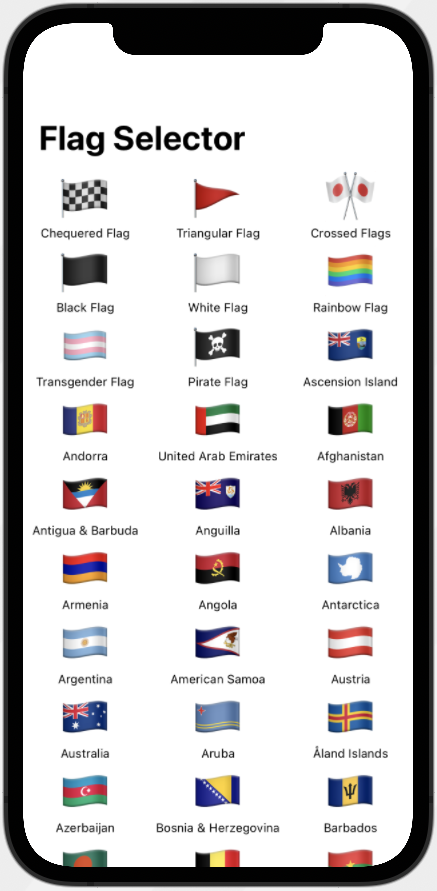 Flag Selector
Chequered Flag
Triangular Flag
Crossed Flags
Black Flag
White Flag
Rainbow Flag
Transgender Flag
Pirate Flag
Ascension Island
Andorra
United Arab Emirates
Afghanistan
Antigua & Barbuda
Anguilla
Albania
Armenia
Angola
Antarctica
Argentina
American Samoa
Austria
Australia
Aruba
Åland Islands
Azerbaijan
Bosnia & Herzegovina
Barbados